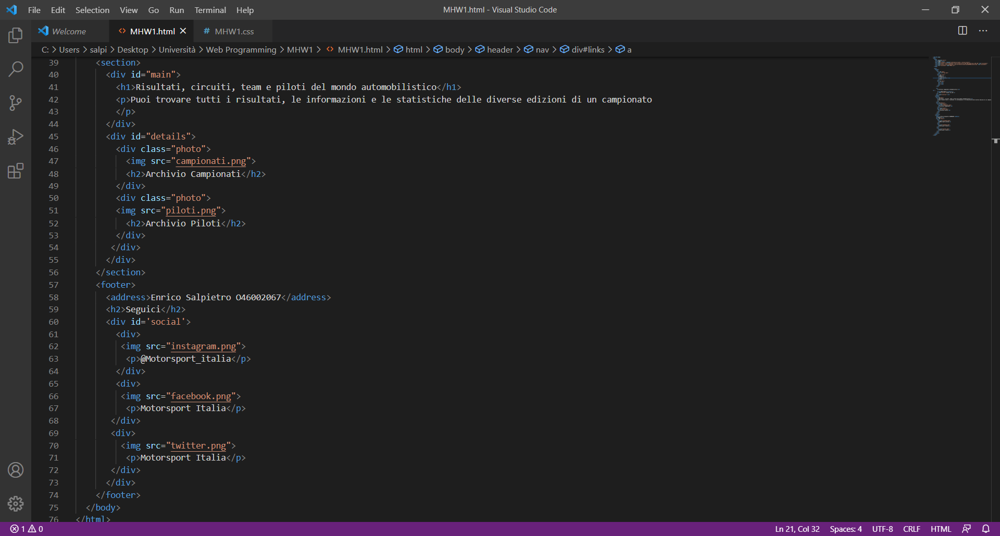 File Edit Selection View Go Run Terminal Help
MHW1.html - Visual Studio Code
Welcome
<> MHW1.html
# MHW1.css
C: > Users > salpi > Desktop > Università > Web Programming > MHW1 > <> MHW1.html > html > body > header > nav > div#links > a
39 <section>
40 <div id="main">
41 <h1>Risultati, circuiti, team e piloti del mondo automobilistico</h1>
42 <p>Puoi trovare tutti i risultati, le informazioni e le statistiche delle diverse edizioni di un campionato
43 </p>
44 </div>
45 <div id="details">
46 <div class="photo">
47 <img src="campionati.png">
48 <h2>Archivio Campionati</h2>
49 </div>
50 <div class="photo">
51 <img src="piloti.png">
52 <h2>Archivio Piloti</h2>
53 </div>
54 </div>
55 </div>
56 </section>
57 <footer>
58 <address>Enrico Salpietro O46002067</address>
59 <h2>Seguici</h2>
60 <div id='social'>
61 <div>
62 <img src="instagram.png">
63 <p>@Motorsport_italia</p>
64 </div>
65 <div>
66 <img src="facebook.png">
67 <p>Motorsport Italia</p>
68 </div>
69 <div>
70 <img src="twitter.png">
71 <p>Motorsport Italia</p>
72 </div>
73 </div>
74 </footer>
75 </body>
76 </html>
1 0
Ln 21, Col 32 Spaces: 4 UTF-8 CRLF HTML